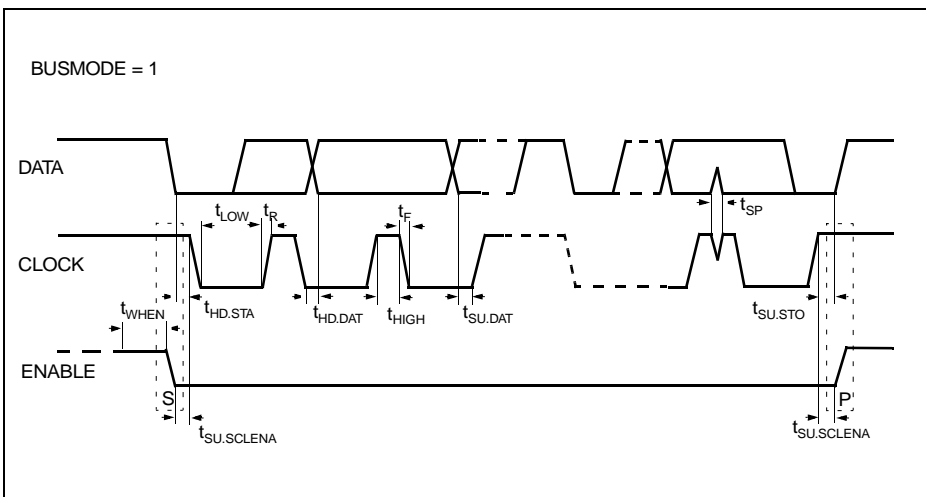 BUSMODE = 1
DATA
tLOW
tR
tF
tSP
CLOCK
tWHEN
tHD.STA
tHD.DAT
tHIGH
tSU.DAT
tSU.STO
ENABLE
S
P
tSU.SCLENA
tSU.SCLENA